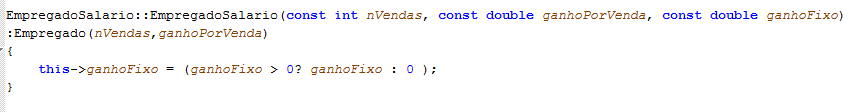 EmpregadoSalario::EmpregadoSalario(const int nVendas, const double ganhoPorVenda, const double ganhoFixo)
:Empregado(nVendas,ganhoPorVenda)
{
this->ganhoFixo = (ganhoFixo > 0? ganhoFixo : 0 );
}